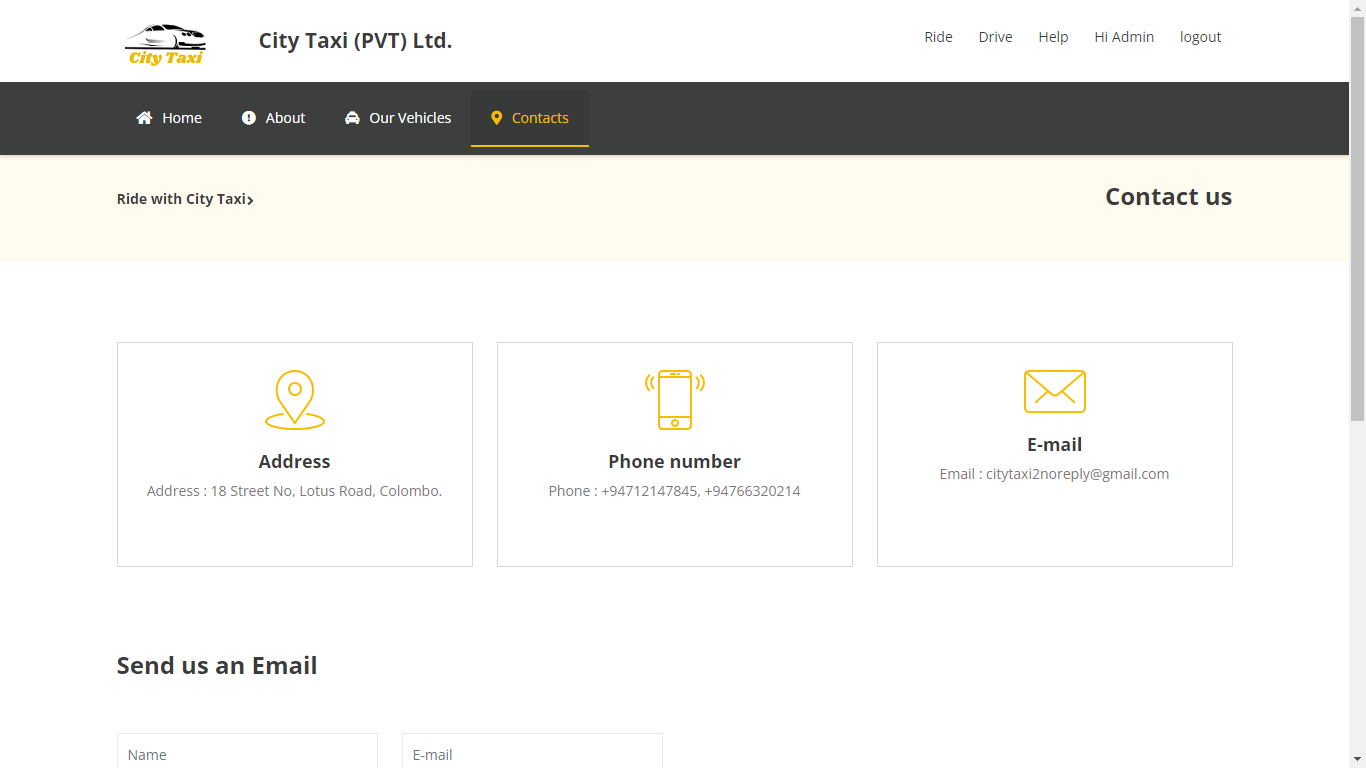 City Taxi
City Taxi (PVT) Ltd.
Ride Drive Help Hi Admin logout
Home About Our Vehicles Contacts
Ride with City Taxi
Contact us
Address
Address : 18 Street No, Lotus Road, Colombo.
Phone number
Phone : +94712147845, +94766320214
E-mail
Email : citytaxi2noreply@gmail.com
Send us an Email
Name
E-mail